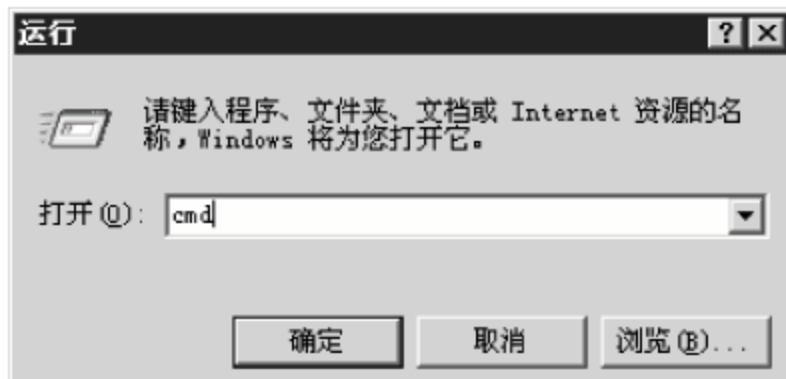 运行
请键入程序、文件夹、文档或 Internet 资源的名
称,Windows 将为您打开它。
打开(O): cmd
确定 取消 浏览(B)...